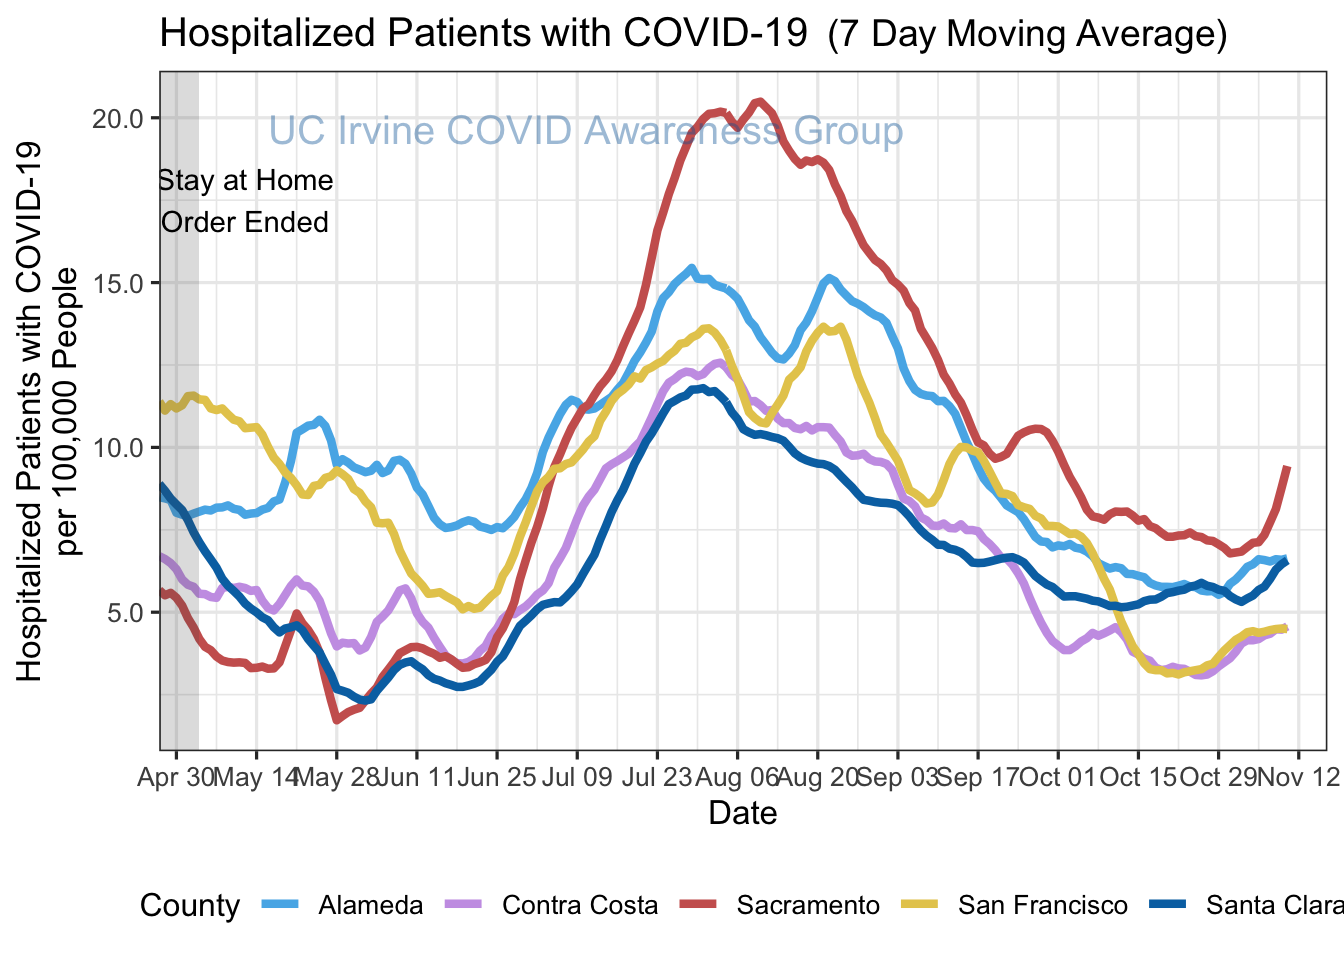 Hospitalized Patients with COVID-19 (7 Day Moving Average)
Hospitalized Patients with COVID-19
per 100,000 People
20.0
15.0
10.0
5.0
UC Irvine COVID Awareness Group
Stay at Home
Order Ended
Apr 30 May 14 May 28 Jun 11 Jun 25 Jul 09 Jul 23 Aug 06 Aug 20 Sep 03 Sep 17 Oct 01 Oct 15 Oct 29 Nov 12
Date
County Alameda Contra Costa Sacramento San Francisco Santa Clara